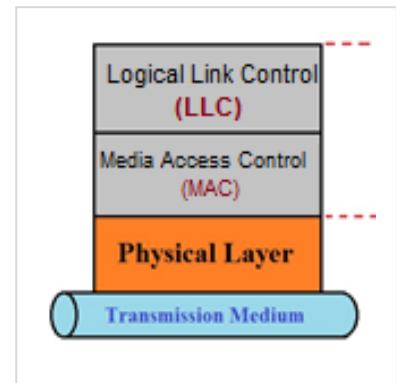 Logical Link Control
(LLC)
Media Access Control
(MAC)
Physical Layer
Transmission Medium